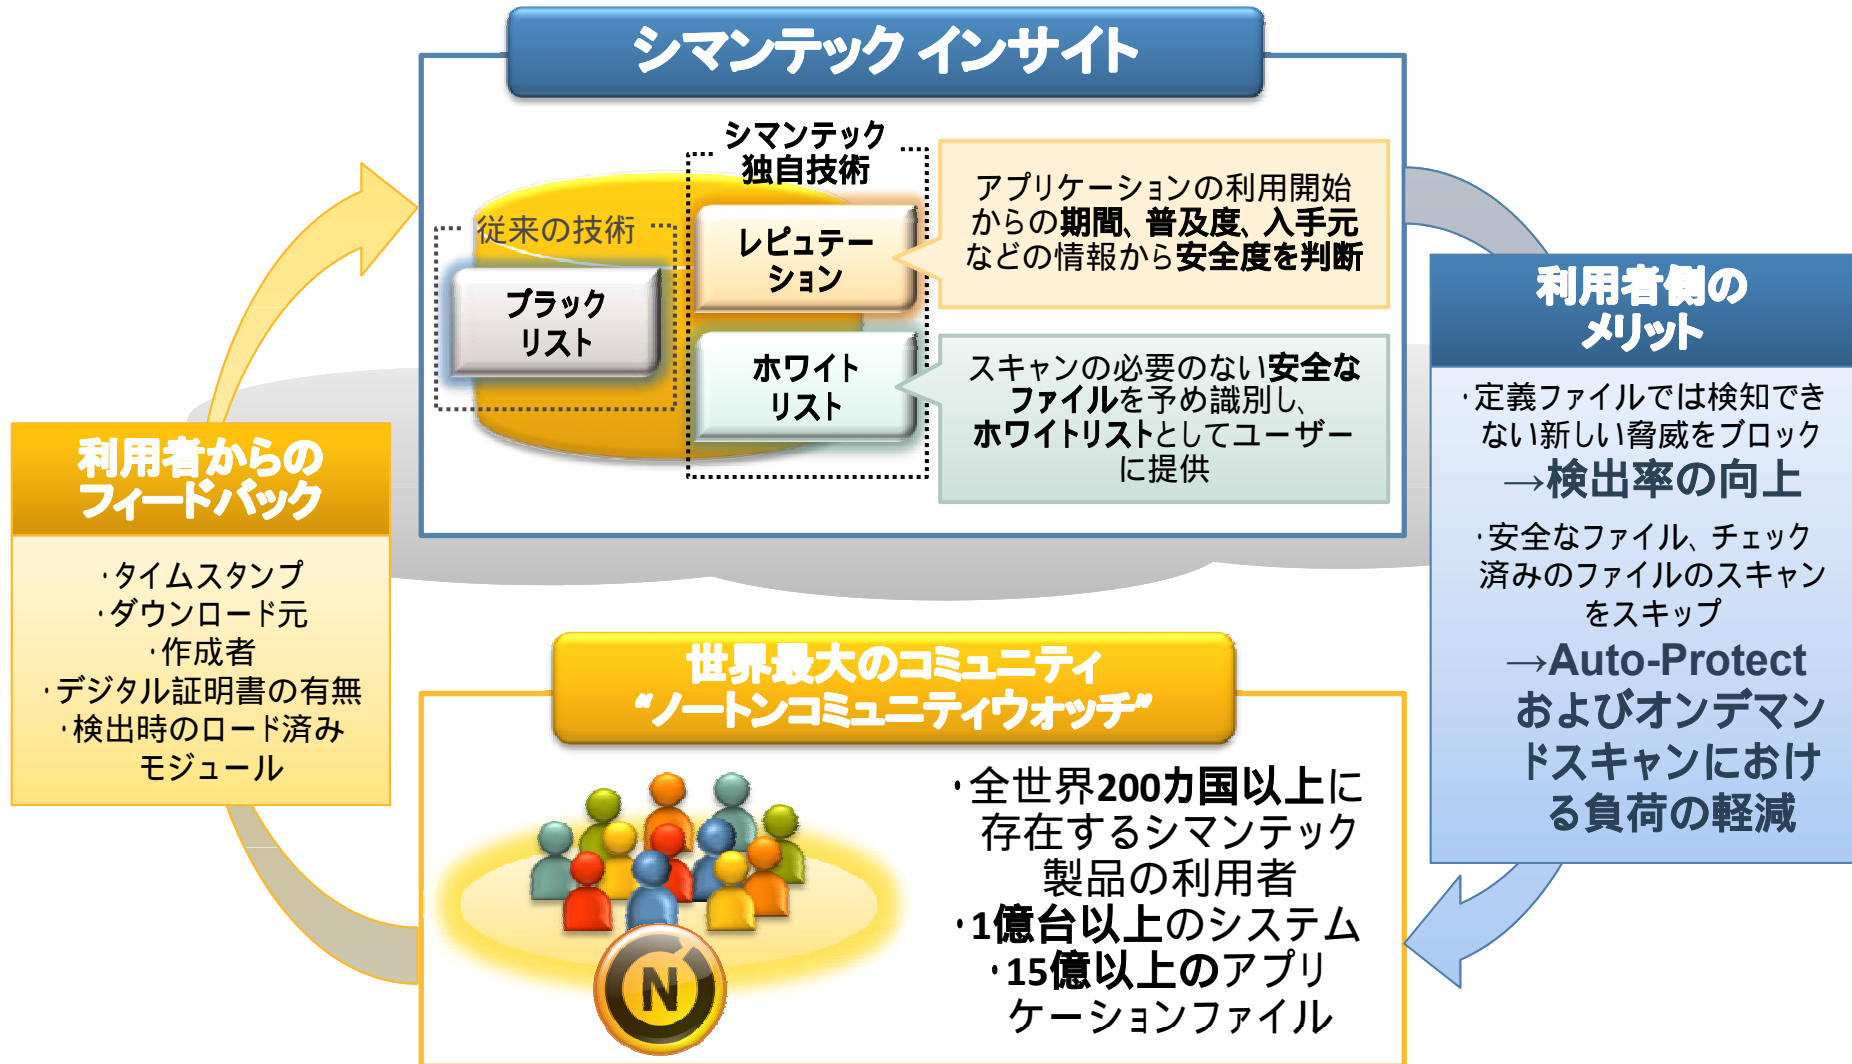 シマンテック インサイト
シマンテック
独自技術
従来の技術
ブラック
リスト
レピュテー
ション
ホワイト
リスト
アプリケーションの利用開始
からの期間、普及度、入手元
などの情報から安全度を判断
スキャンの必要のない安全な
ファイルを予め識別し、
ホワイトリストとしてユーザー
に提供
利用者側の
メリット
・定義ファイルでは検知でき
ない新しい脅威をブロック
→検出率の向上
・安全なファイル、チェック
済みのファイルのスキャン
をスキップ
→Auto-Protect
およびオンデマン
ドスキャンにおけ
る負荷の軽減
利用者からの
フィードバック
・タイムスタンプ
・ダウンロード元
・作成者
・デジタル証明書の有無
・検出時のロード済み
モジュール
世界最大のコミュニティ
“ノートンコミュニティウォッチ”
・全世界200カ国以上に
存在するシマンテック
製品の利用者
・1億台以上のシステム
・15億以上のアプリ
ケーションファイル
N